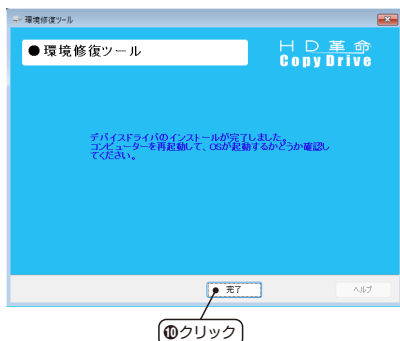 環境修復ツール
●環境修復ツール
HD革命
CopyDrive
デバイスドライバのインストールが完了しました。
コンピューターを再起動して、OSが起動するかどうか確認し
てください。
完了
ヘルプ
❿クリック